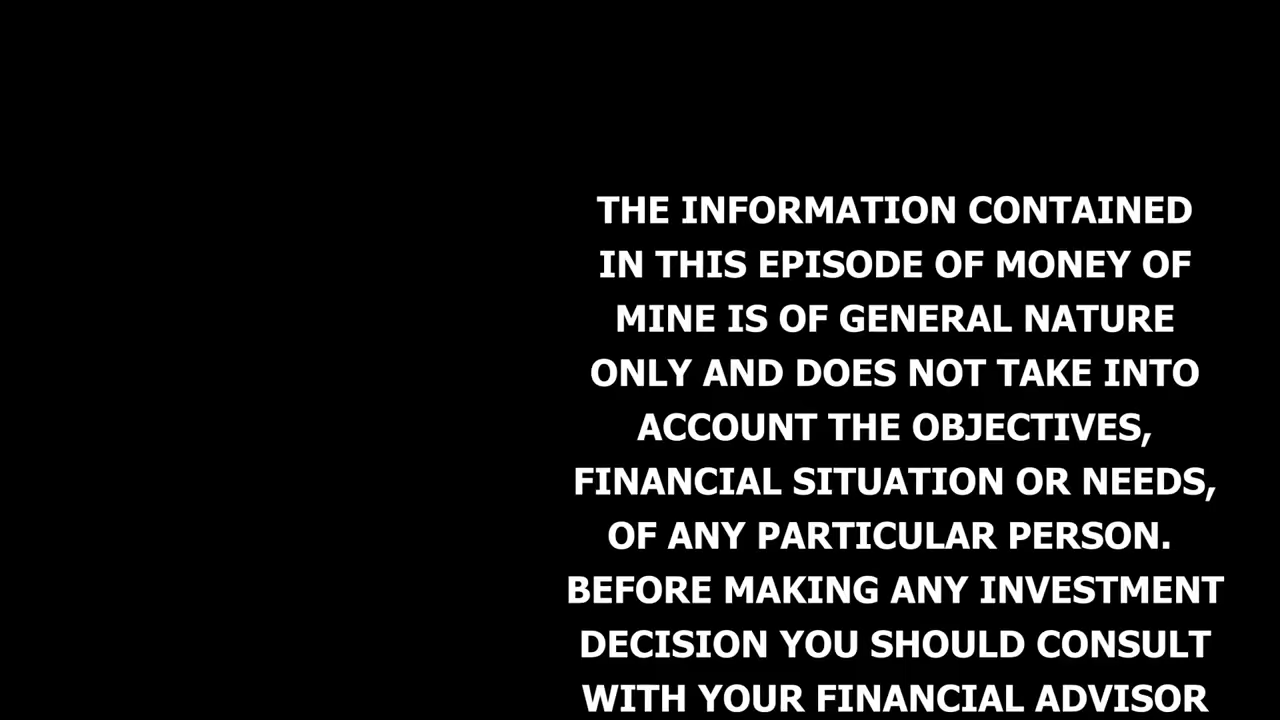 THE INFORMATION CONTAINED
IN THIS EPISODE OF MONEY OF
MINE IS OF GENERAL NATURE
ONLY AND DOES NOT TAKE INTO
ACCOUNT THE OBJECTIVES,
FINANCIAL SITUATION OR NEEDS,
OF ANY PARTICULAR PERSON.
BEFORE MAKING ANY INVESTMENT
DECISION YOU SHOULD CONSULT
WITH YOUR FINANCIAL ADVISOR